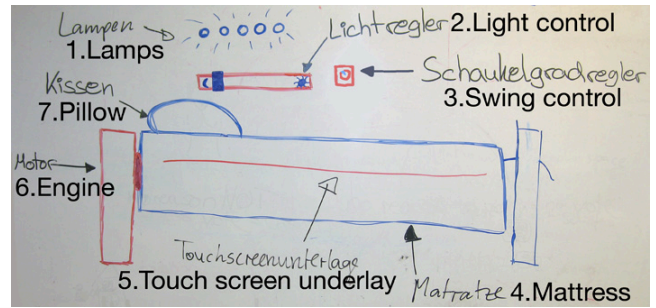 Lampen
1.Lamps
Lichtregler 2.Light control
Schaukelgradregler
3.Swing control
Kissen
7.Pillow
Motor
6.Engine
Touchscreenunterlage
5.Touch screen underlay
Matratze 4.Mattress